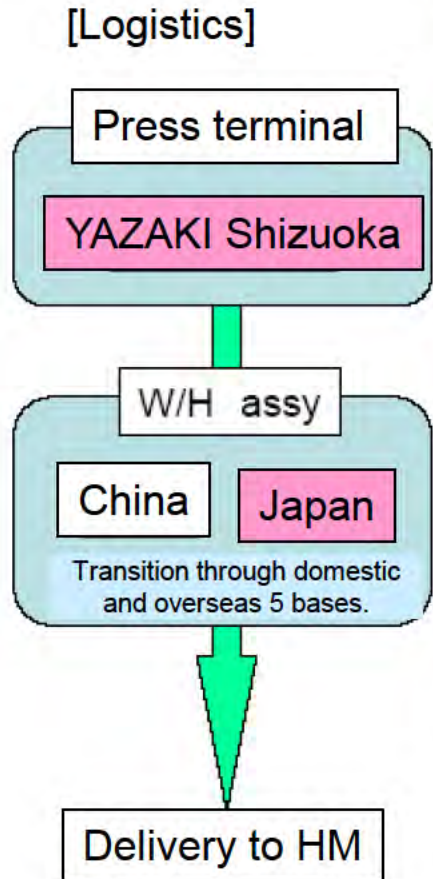 [Logistics]
Press terminal
YAZAKI Shizuoka
W/H assy
China
Japan
Transition through domestic
and overseas 5 bases.
Delivery to HM